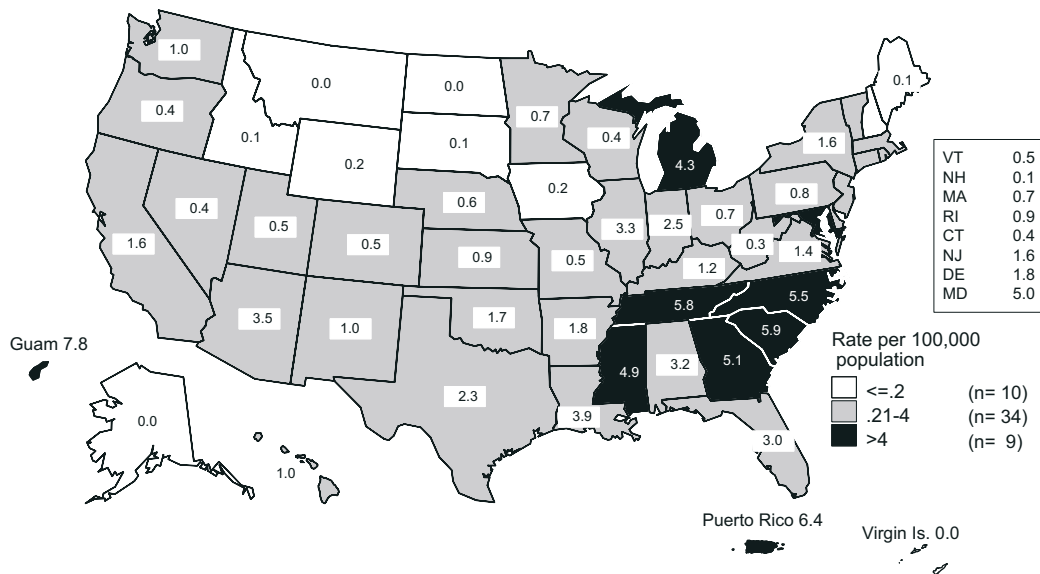 1.0
0.0
0.0
0.1
0.4
0.7
0.1
0.1
0.4
1.6
0.2
4.3
VT 0.5
NH 0.1
MA 0.7
RI 0.9
CT 0.4
NJ 1.6
DE 1.8
MD 5.0
0.2
0.8
0.4
0.6
0.7
0.5
3.3
2.5
1.6
0.5
0.3
1.4
0.9
0.5
1.2
5.5
5.8
3.5
1.0
1.7
1.8
5.9
Guam 7.8
Rate per 100,000
population
<=.2 (n= 10)
.21-4 (n= 34)
>4 (n= 9)
4.9
3.2
5.1
2.3
3.9
0.0
3.0
1.0
Puerto Rico 6.4
Virgin Is. 0.0